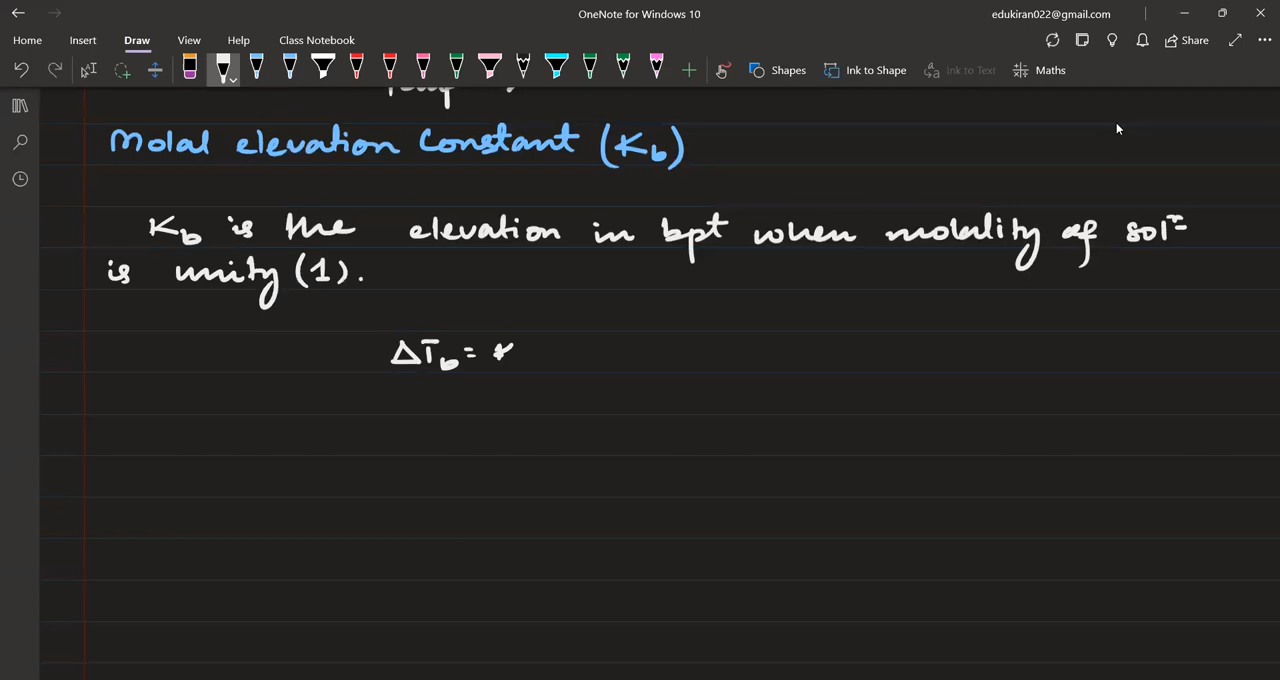 OneNote for Windows 10
edukiran022@gmail.com
Home Insert Draw View Help Class Notebook
Share
Shapes Ink to Shape Ink to Text Maths
Molal elevation Constant (Kb)
Kb is the elevation in bpt when molality of solⁿ
is unity (1).
ΔTb =